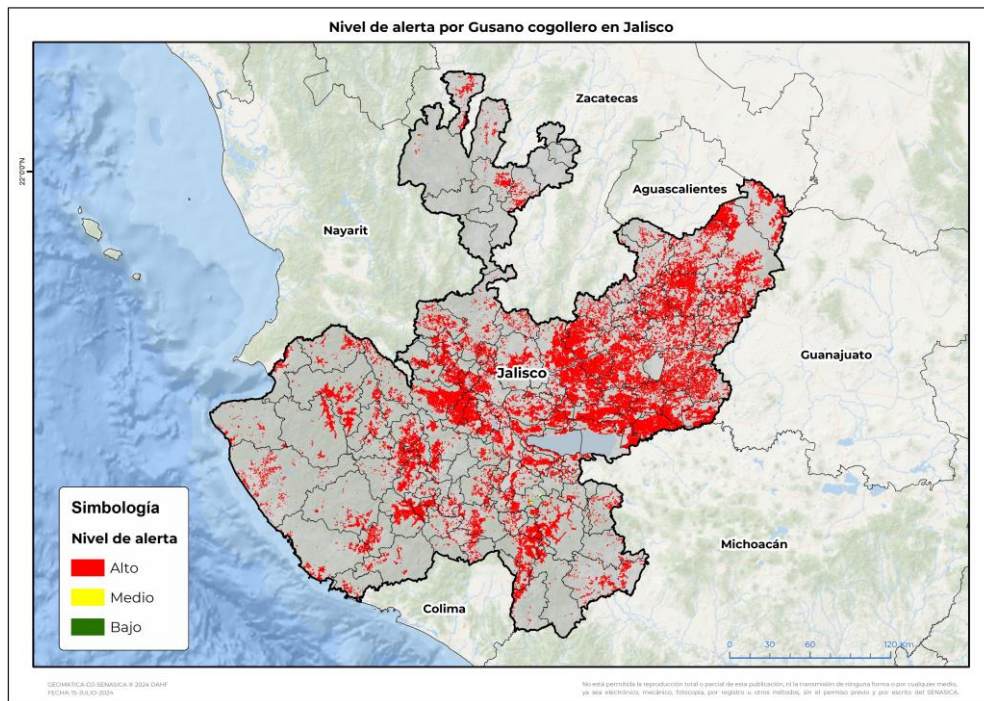 Nivel de alerta por Gusano cogollero en Jalisco
Zacatecas
22°0'0"N
Aguascalientes
Nayarit
Guanajuato
Jalisco
Simbología
Nivel de alerta
Alto
Medio
Bajo
Michoacán
Colima
0 30 60 120 Km
GEOMÁTICA-CG SENASICA © 2024 DAHF
FECHA: 15-JULIO-2024
No está permitida la reproducción total o parcial de esta publicación, ni la transmisión de ninguna forma o por cualquier medio,
ya sea electrónico, mecánico, fotocopia, por registro u otros métodos, sin el permiso previo y por escrito del SENASICA.